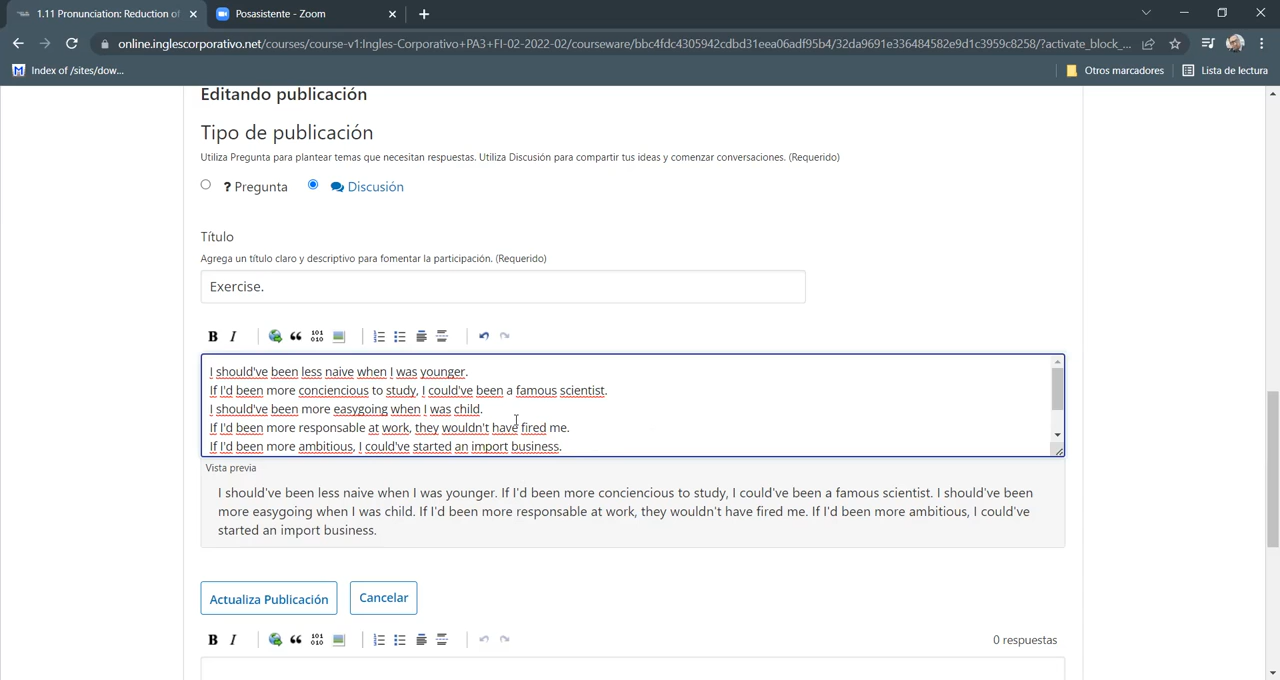 1.11 Pronunciation: Reduction of
Posasistente - Zoom
online.inglescorporativo.net/courses/course-v1:Ingles-Corporativo+PA3+FI-02-2022-02/courseware/bbc4fdc4305942cdbd31eea06adf95b4/32da9691e336484582e9d1c3959c8258/?activate_block_...
Index of /sites/dow...
Otros marcadores
Lista de lectura
Editando publicación
Tipo de publicación
Utiliza Pregunta para plantear temas que necesitan respuestas. Utiliza Discusión para compartir tus ideas y comenzar conversaciones. (Requerido)
? Pregunta
Discusión
Título
Agrega un título claro y descriptivo para fomentar la participación. (Requerido)
Exercise.
B I
I should've been less naive when I was younger.
If I'd been more conciencious to study, I could've been a famous scientist.
I should've been more easygoing when I was child.
If I'd been more responsable at work, they wouldn't have fired me.
If I'd been more ambitious, I could've started an import business.
Vista previa
I should've been less naive when I was younger. If I'd been more conciencious to study, I could've been a famous scientist. I should've been
more easygoing when I was child. If I'd been more responsable at work, they wouldn't have fired me. If I'd been more ambitious, I could've
started an import business.
Actualiza Publicación
Cancelar
B I
0 respuestas